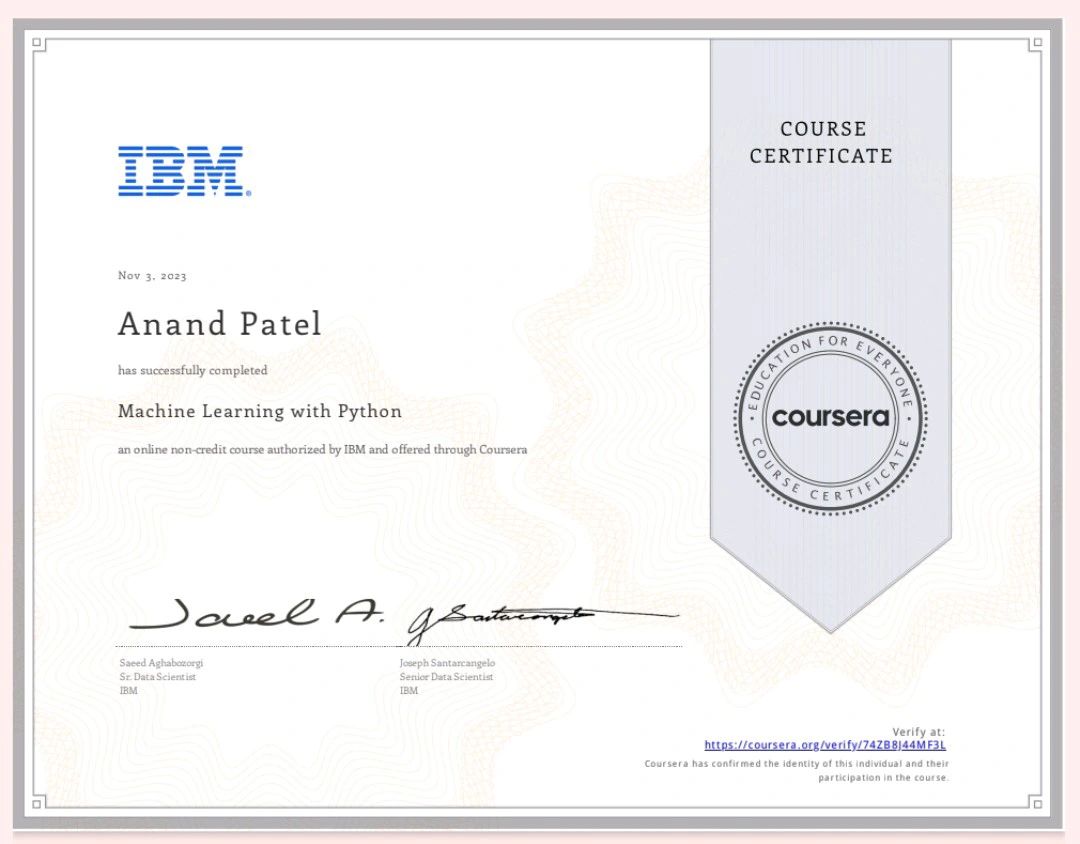 COURSE
CERTIFICATE
IBM®
Nov 3, 2023
Anand Patel
has successfully completed
Machine Learning with Python
an online non-credit course authorized by IBM and offered through Coursera
EDUCATION FOR EVERYONE
coursera
COURSE CERTIFICATE
Saeed Aghabozorgi
Sr. Data Scientist
IBM
Joseph Santarcangelo
Senior Data Scientist
IBM
Verify at:
https://coursera.org/verify/74ZB8J44MF3L
Coursera has confirmed the identity of this individual and their
participation in the course.